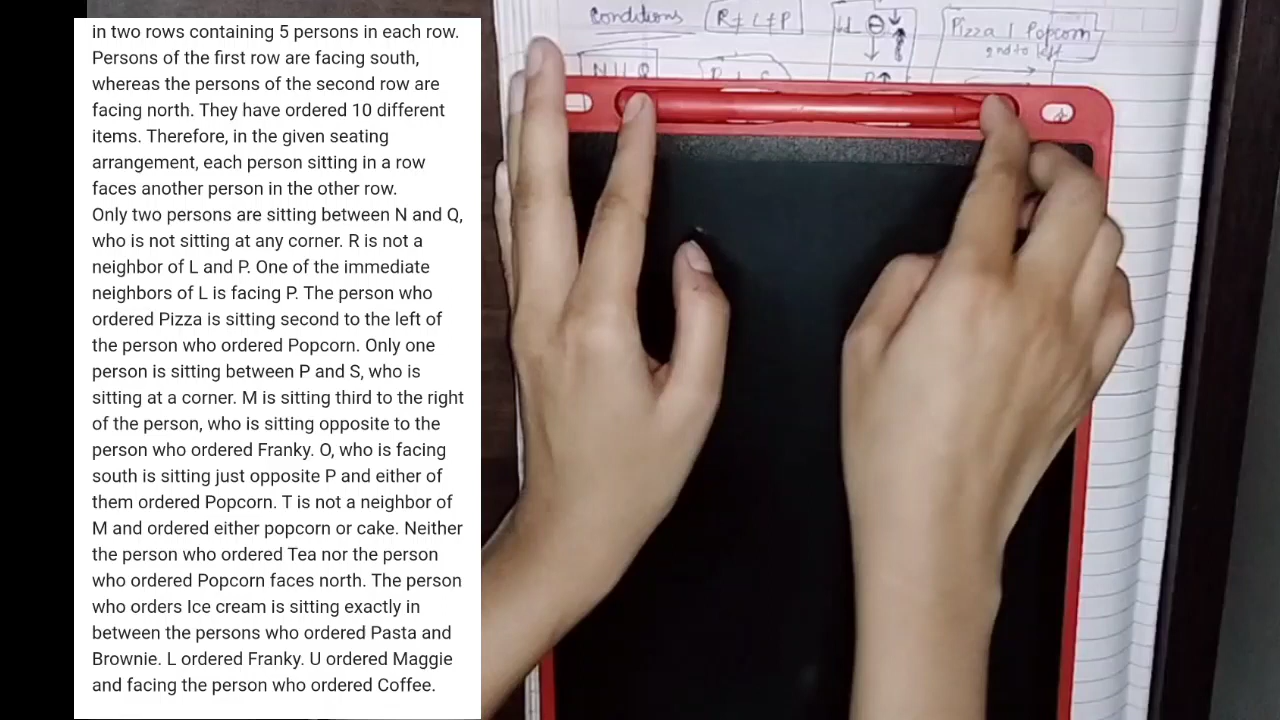 in two rows containing 5 persons in each row.
Persons of the first row are facing south,
whereas the persons of the second row are
facing north. They have ordered 10 different
items. Therefore, in the given seating
arrangement, each person sitting in a row
faces another person in the other row.
Only two persons are sitting between N and Q,
who is not sitting at any corner. R is not a
neighbor of L and P. One of the immediate
neighbors of L is facing P. The person who
ordered Pizza is sitting second to the left of
the person who ordered Popcorn. Only one
person is sitting between P and S, who is
sitting at a corner. M is sitting third to the right
of the person, who is sitting opposite to the
person who ordered Franky. O, who is facing
south is sitting just opposite P and either of
them ordered Popcorn. T is not a neighbor of
M and ordered either popcorn or cake. Neither
the person who ordered Tea nor the person
who ordered Popcorn faces north. The person
who orders Ice cream is sitting exactly in
between the persons who ordered Pasta and
Brownie. L ordered Franky. U ordered Maggie
and facing the person who ordered Coffee.
Conditions
R ≠ L ≠ P
Pizza | Popcorn
2nd to left